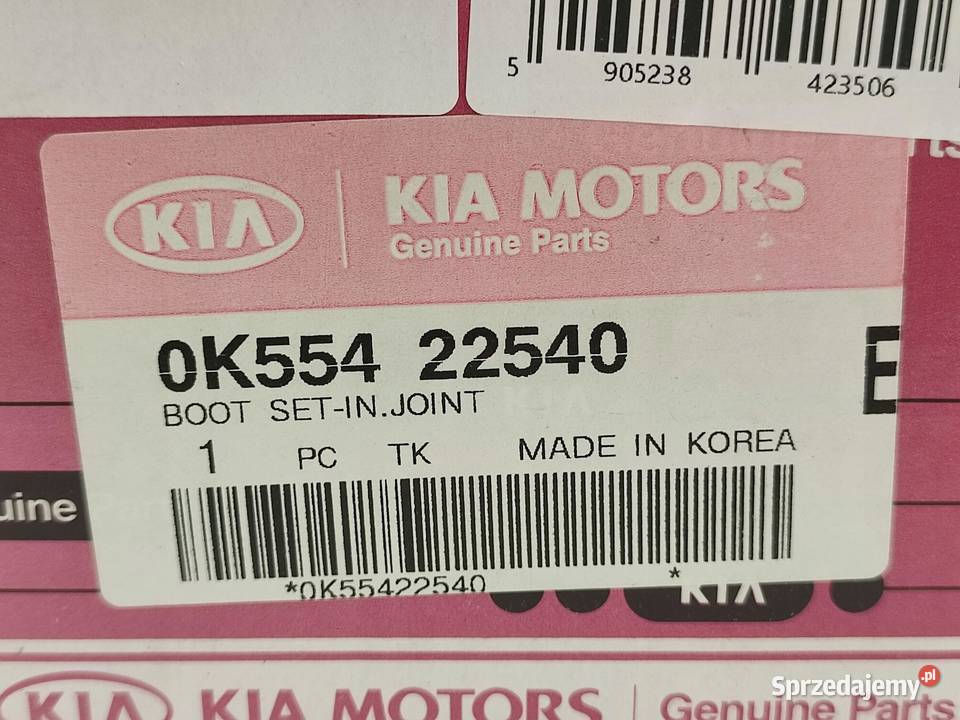 5 905238 423506
KIA
KIA MOTORS
Genuine Parts
0K554 22540
E
BOOT SET-IN.JOINT
1 PC TK MADE IN KOREA
*0K55422540 *
KIA
KIA KIA MOTORS Genuine Parts
Sprzedajemy.pl